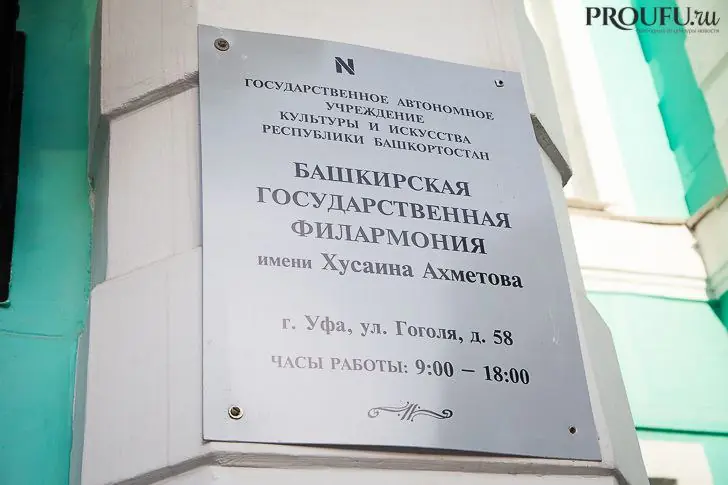 PROUFU.ru
N
ГОСУДАРСТВЕННОЕ АВТОНОМНОЕ
УЧРЕЖДЕНИЕ
КУЛЬТУРЫ И ИСКУССТВА
РЕСПУБЛИКИ БАШКОРТОСТАН
БАШКИРСКАЯ
ГОСУДАРСТВЕННАЯ
ФИЛАРМОНИЯ
имени Хусаина Ахметова
г. Уфа, ул. Гоголя, д. 58
ЧАСЫ РАБОТЫ: 9:00 – 18:00